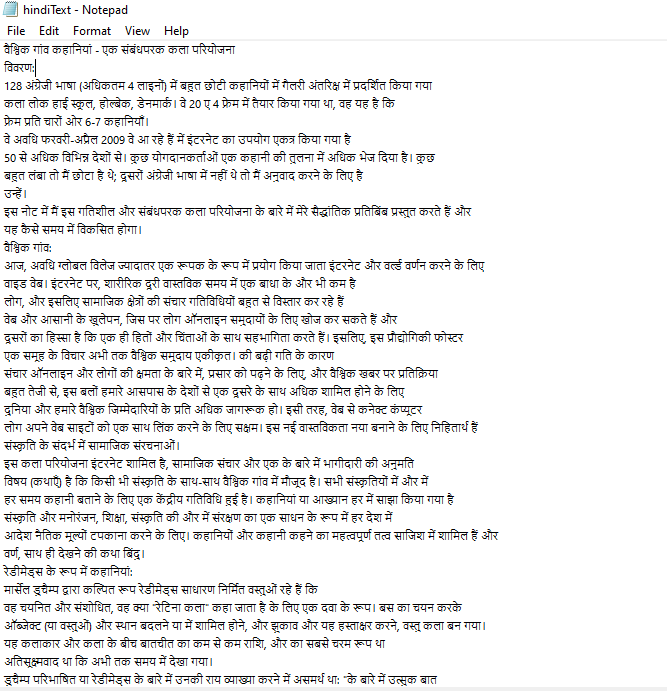 hindiText - Notepad
File Edit Format View Help
वैश्विक गांव कहानियां - एक संबंधपरक कला परियोजना
विवरण:
128 अंग्रेजी भाषा (अधिकतम 4 लाइनों) में बहुत छोटी कहानियों में गैलरी अंतरिक्ष में प्रदर्शित किया गया
कला लोक हाई स्कूल, होल्बेक, डेनमार्क। वे 20 ए 4 फ्रेम में तैयार किया गया था, वह यह है कि
फ्रेम प्रति चारों ओर 6-7 कहानियाँ।
वे अवधि फरवरी-अप्रैल 2009 वे आ रहे हैं में इंटरनेट का उपयोग एकत्र किया गया है
50 से अधिक विभिन्न देशों से। कुछ योगदानकर्ताओं एक कहानी की तुलना में अधिक भेज दिया है। कुछ
बहुत लंबा तो मैं छोटा है थे; दूसरों अंग्रेजी भाषा में नहीं थे तो मैं अनुवाद करने के लिए है
उन्हें।
इस नोट में मैं इस गतिशील और संबंधपरक कला परियोजना के बारे में मेरे सैद्धांतिक प्रतिबिंब प्रस्तुत करते हैं और
यह कैसे समय में विकसित होगा।
वैश्विक गांव:
आज, अवधि ग्लोबल विलेज ज्यादातर एक रूपक के रूप में प्रयोग किया जाता इंटरनेट और वर्ल्ड वर्णन करने के लिए
वाइड वेब। इंटरनेट पर, शारीरिक दूरी वास्तविक समय में एक बाधा के और भी कम है
लोग, और इसलिए सामाजिक क्षेत्रों की संचार गतिविधियों बहुत से विस्तार कर रहे हैं
वेब और आसानी के खुलेपन, जिस पर लोग ऑनलाइन समुदायों के लिए खोज कर सकते हैं और
दूसरों का हिस्सा है कि एक ही हितों और चिंताओं के साथ सहभागिता करते हैं। इसलिए, इस प्रौद्योगिकी फोस्टर
एक समूह के विचार अभी तक वैश्विक समुदाय एकीकृत। की बढ़ी गति के कारण
संचार ऑनलाइन और लोगों की क्षमता के बारे में, प्रसार को पढ़ने के लिए, और वैश्विक खबर पर प्रतिक्रिया
बहुत तेजी से, इस बलों हमारे आसपास के देशों से एक दूसरे के साथ अधिक शामिल होने के लिए
दुनिया और हमारे वैश्विक जिम्मेदारियों के प्रति अधिक जागरूक हो। इसी तरह, वेब से कनेक्ट कंप्यूटर
लोग अपने वेब साइटों को एक साथ लिंक करने के लिए सक्षम। इस नई वास्तविकता नया बनाने के लिए निहितार्थ हैं
संस्कृति के संदर्भ में सामाजिक संरचनाओं।
इस कला परियोजना इंटरनेट शामिल है, सामाजिक संचार और एक के बारे में भागीदारी की अनुमति
विषय (कथाएँ) है कि किसी भी संस्कृति के साथ-साथ वैश्विक गांव में मौजूद है। सभी संस्कृतियों में और में
हर समय कहानी बताने के लिए एक केंद्रीय गतिविधि हुई है। कहानियां या आख्यान हर में साझा किया गया है
संस्कृति और मनोरंजन, शिक्षा, संस्कृति की और में संरक्षण का एक साधन के रूप में हर देश में
आदेश नैतिक मूल्यों टपकाना करने के लिए। कहानियों और कहानी कहने का महत्वपूर्ण तत्व साजिश में शामिल हैं और
वर्ण, साथ ही देखने की कथा बिंदु।
रेडीमेड्स के रूप में कहानियां:
मार्सेल डूचैम्प द्वारा कल्पित रूप रेडीमेड्स साधारण निर्मित वस्तुओं रहे हैं कि
वह चयनित और संशोधित, वह क्या "रेटिना कला" कहा जाता है के लिए एक दवा के रूप। बस का चयन करके
ऑब्जेक्ट (या वस्तुओं) और स्थान बदलने या में शामिल होने, और झुकाव और यह हस्ताक्षर करने, वस्तु कला बन गया।
यह कलाकार और कला के बीच बातचीत का कम से कम राशि, और का सबसे चरम रूप था
अतिसूक्ष्मवाद था कि अभी तक समय में देखा गया।
डूचैम्प परिभाषित या रेडीमेड्स के बारे में उनकी राय व्याख्या करने में असमर्थ था: "के बारे में उत्सुक बात